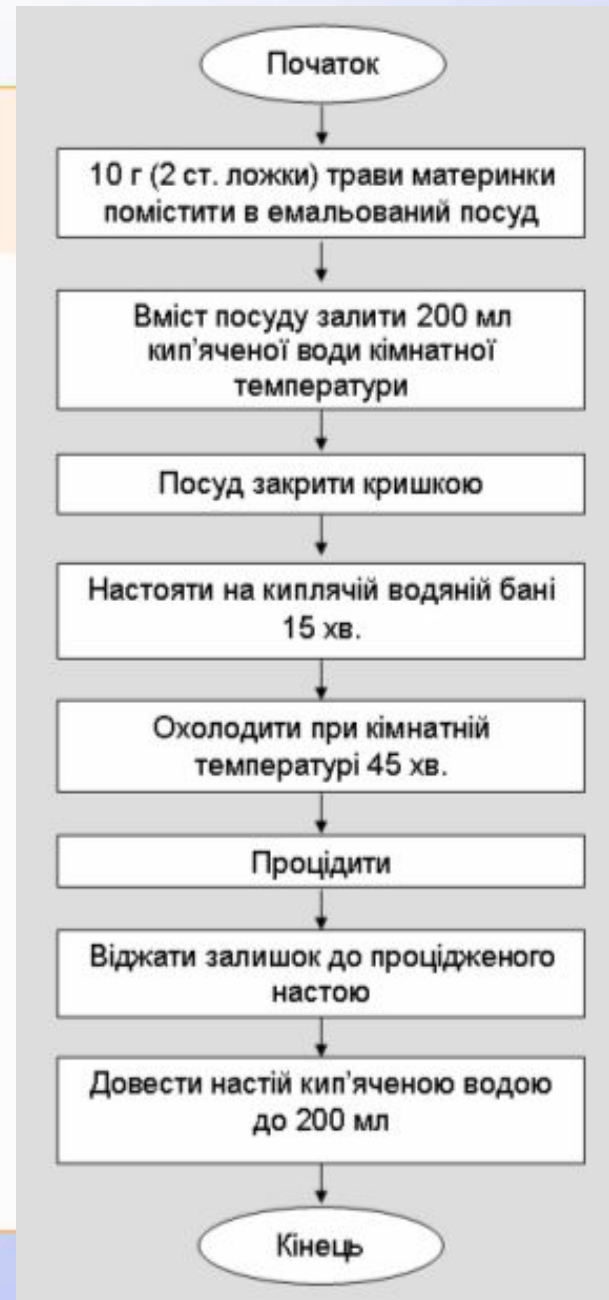 Початок
10 г (2 ст. ложки) трави материнки
помістити в емальований посуд
Вміст посуду залити 200 мл
кип’яченої води кімнатної
температури
Посуд закрити кришкою
Настояти на киплячій водяній бані
15 хв.
Охолодити при кімнатній
температурі 45 хв.
Процідити
Віджати залишок до процідженого
настою
Довести настій кип’яченою водою
до 200 мл
Кінець